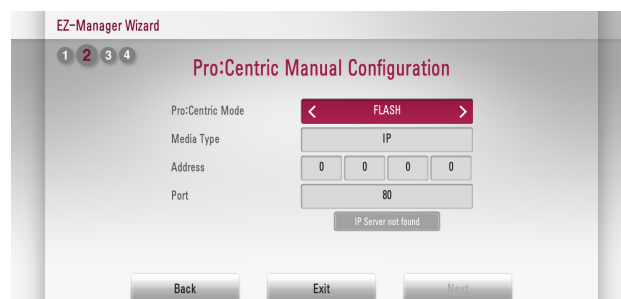 EZ-Manager Wizard
1 2 3 4
Pro:Centric Manual Configuration
Pro:Centric Mode < FLASH >
Media Type IP
Address 0 0 0 0
Port 80
IP Server not found
Back Exit Next